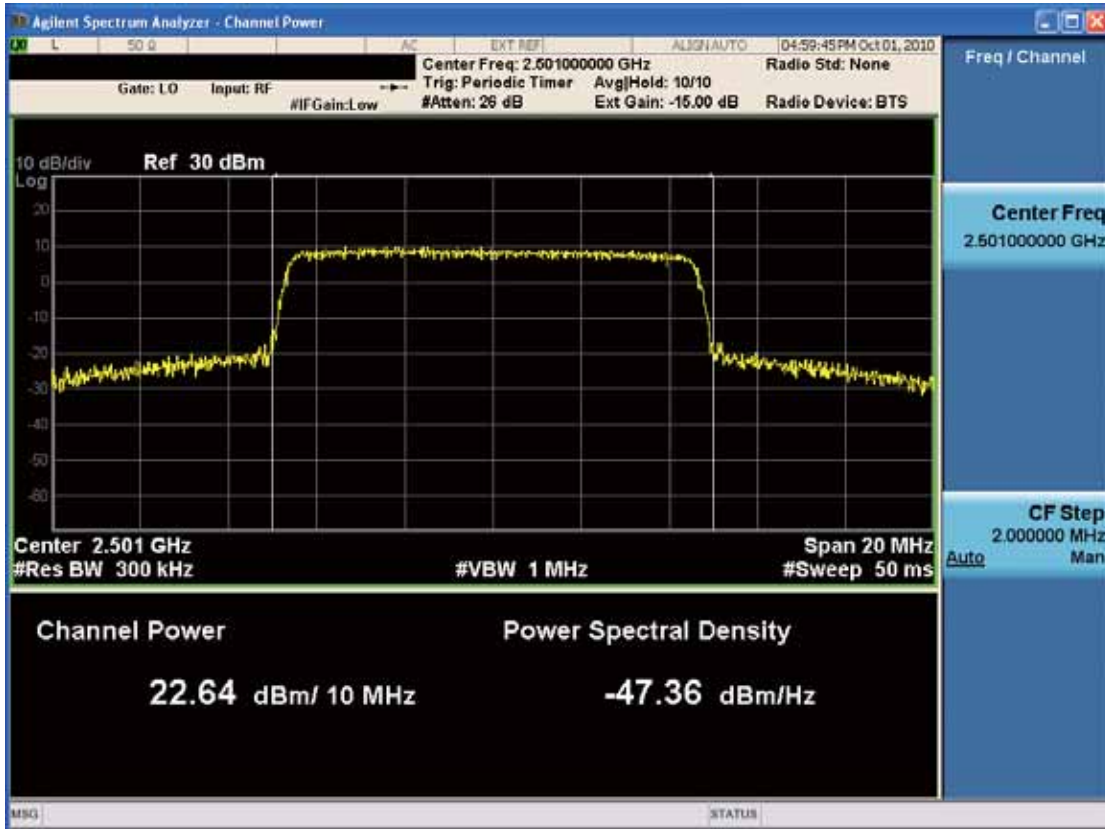 Agilent Spectrum Analyzer - Channel Power
L 50 Ω AC EXT REF ALIGN AUTO 04:59:45 PM Oct 01, 2010
Center Freq: 2.501000000 GHz Radio Std: None
Gate: LO Input: RF Trig: Periodic Timer Avg|Hold: 10/10
#IFGain:Low #Atten: 26 dB Ext Gain: -15.00 dB Radio Device: BTS
Freq / Channel
10 dB/div Ref 30 dBm
Log
20
10
0
-10
-20
-30
-40
-50
-60
Center Freq
2.501000000 GHz
Center 2.501 GHz Span 20 MHz
#Res BW 300 kHz #VBW 1 MHz #Sweep 50 ms
CF Step
2.000000 MHz
Auto Man
Channel Power Power Spectral Density
22.64 dBm/ 10 MHz -47.36 dBm/Hz
MSG STATUS